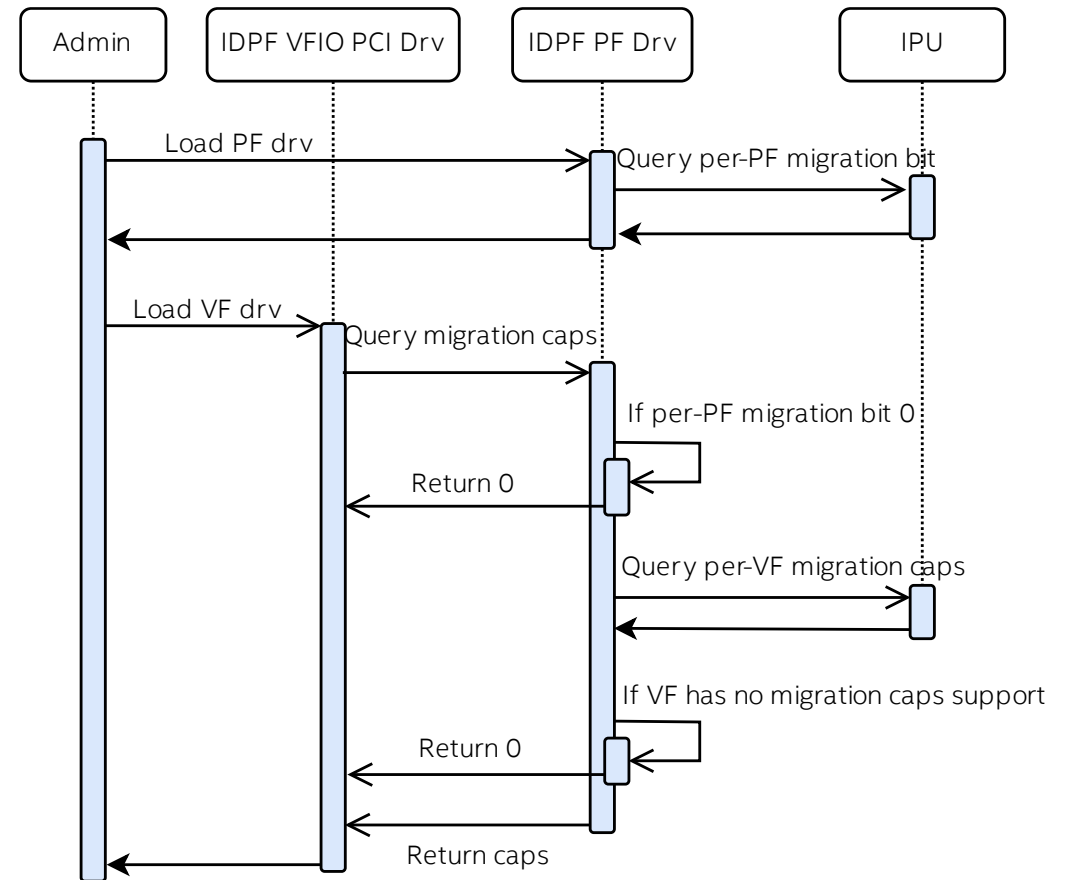 Admin
IDPF VFIO PCI Drv
IDPF PF Drv
IPU
Load PF drv
Query per-PF migration bit
Load VF drv
Query migration caps
If per-PF migration bit 0
Return 0
Query per-VF migration caps
If VF has no migration caps support
Return 0
Return caps